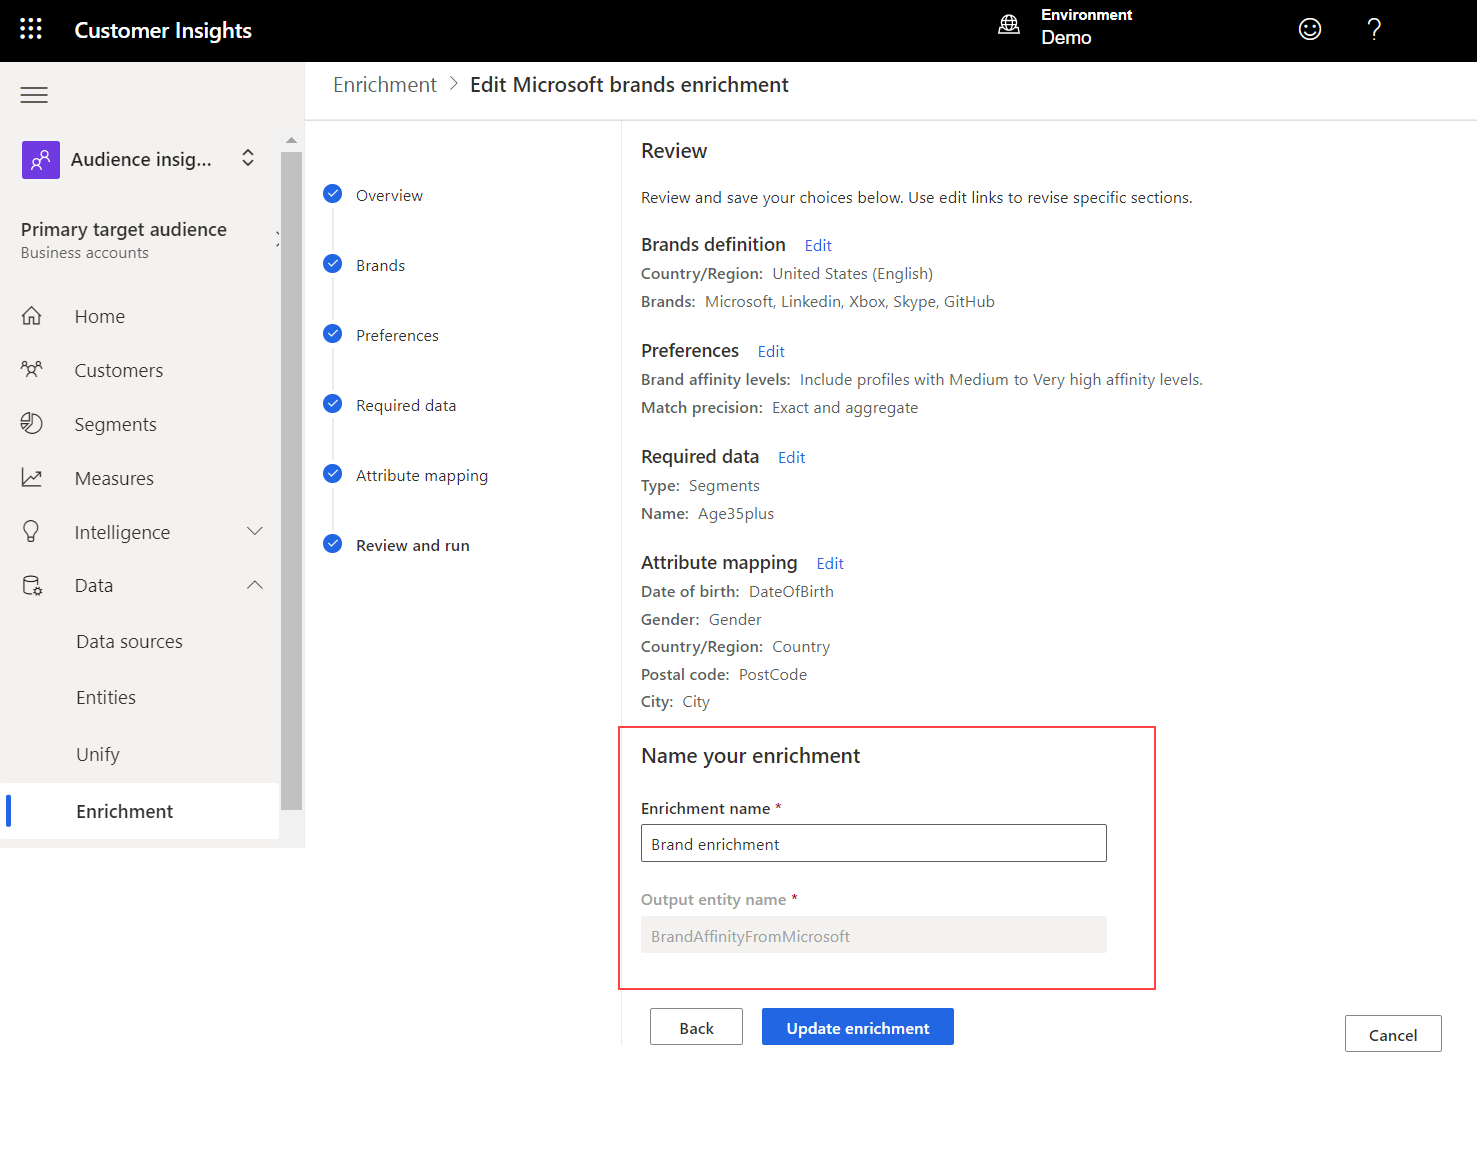 Customer Insights
Environment
Demo
?
Audience insig...
Primary target audience
Business accounts
Home
Customers
Segments
Measures
Intelligence
Data
Data sources
Entities
Unify
Enrichment
Enrichment > Edit Microsoft brands enrichment
Overview
Brands
Preferences
Required data
Attribute mapping
Review and run
Review
Review and save your choices below. Use edit links to revise specific sections.
Brands definition Edit
Country/Region: United States (English)
Brands: Microsoft, Linkedin, Xbox, Skype, GitHub
Preferences Edit
Brand affinity levels: Include profiles with Medium to Very high affinity levels.
Match precision: Exact and aggregate
Required data Edit
Type: Segments
Name: Age35plus
Attribute mapping Edit
Date of birth: DateOfBirth
Gender: Gender
Country/Region: Country
Postal code: PostCode
City: City
Name your enrichment
Enrichment name *
Brand enrichment
Output entity name *
BrandAffinityFromMicrosoft
Back
Update enrichment
Cancel